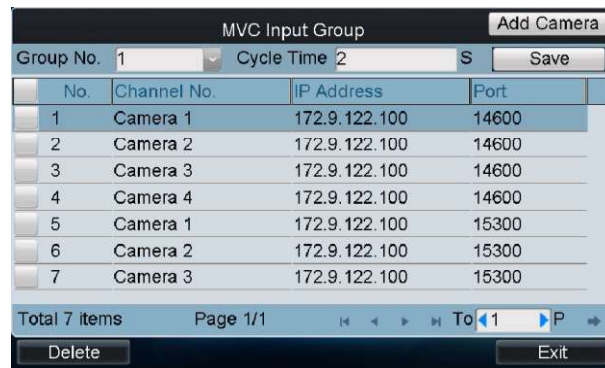 MVC Input Group Add Camera
Group No. 1 Cycle Time 2 S Save
No. Channel No. IP Address Port
1 Camera 1 172.9.122.100 14600
2 Camera 2 172.9.122.100 14600
3 Camera 3 172.9.122.100 14600
4 Camera 4 172.9.122.100 14600
5 Camera 1 172.9.122.100 15300
6 Camera 2 172.9.122.100 15300
7 Camera 3 172.9.122.100 15300
Total 7 items Page 1/1 To 1 P
Delete Exit